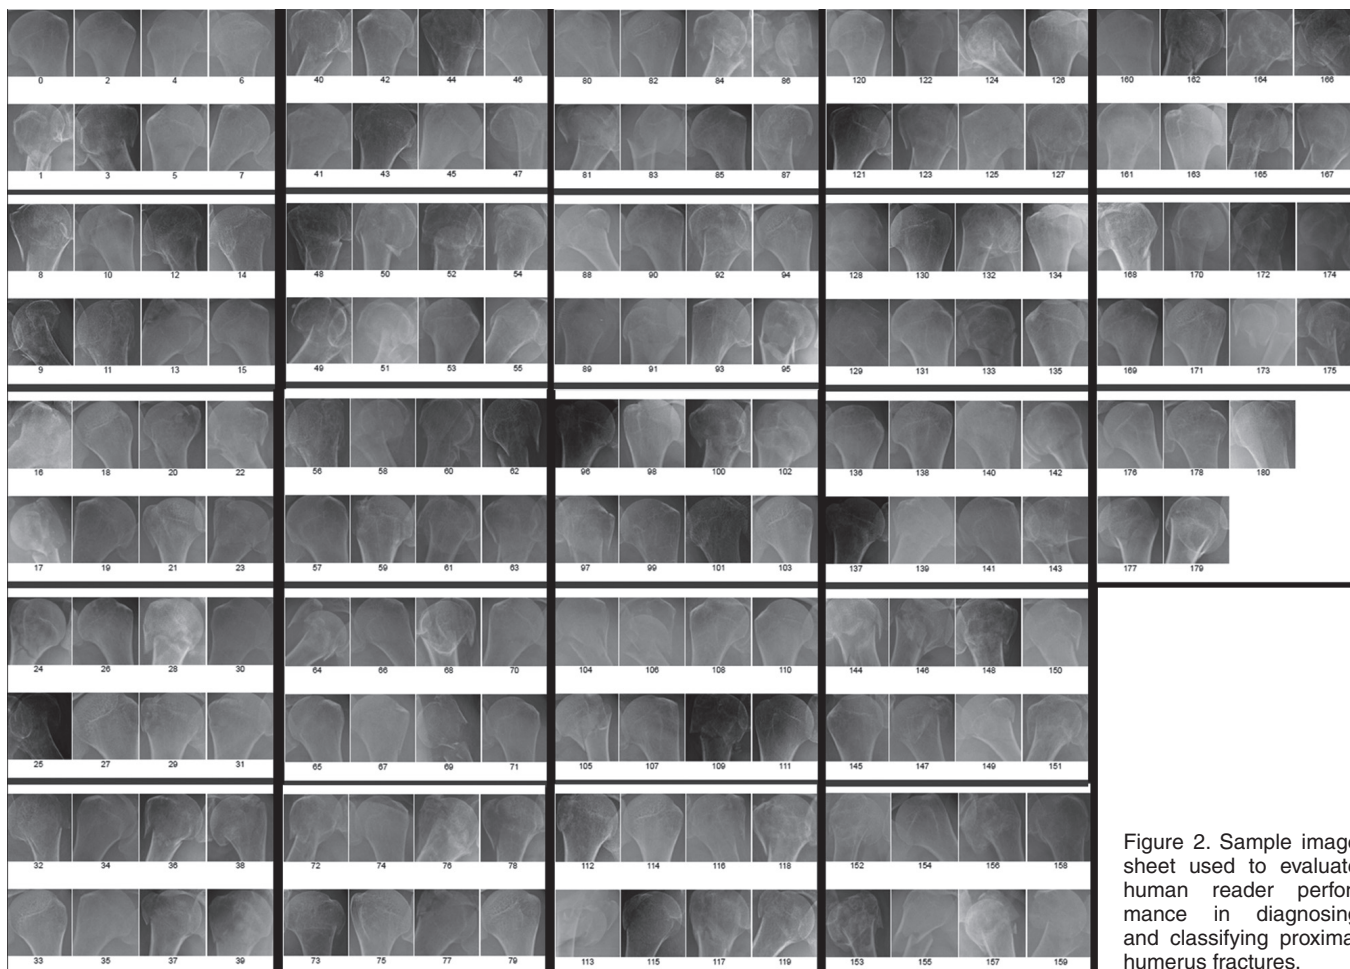 0 2 4 6 40 42 44 46 80 82 84 86 120 122 124 126 160 162 164 166
1 3 5 7 41 43 45 47 81 83 85 87 121 123 125 127 161 163 165 167
8 10 12 14 48 50 52 54 88 90 92 94 128 130 132 134 168 170 172 174
9 11 13 15 49 51 53 55 89 91 93 95 129 131 133 135 169 171 173 175
16 18 20 22 56 58 60 62 96 98 100 102 136 138 140 142 176 178 180
17 19 21 23 57 59 61 63 97 99 101 103 137 139 141 143 177 179
24 26 28 30 64 66 68 70 104 106 108 110 144 146 148 150
25 27 29 31 65 67 69 71 105 107 109 111 145 147 149 151
32 34 36 38 72 74 76 78 112 114 116 118 152 154 156 158
33 35 37 39 73 75 77 79 113 115 117 119 153 155 157 159
Figure 2. Sample image
sheet used to evaluate
human reader perfor
mance in diagnosing
and classifying proxima
humerus fractures.